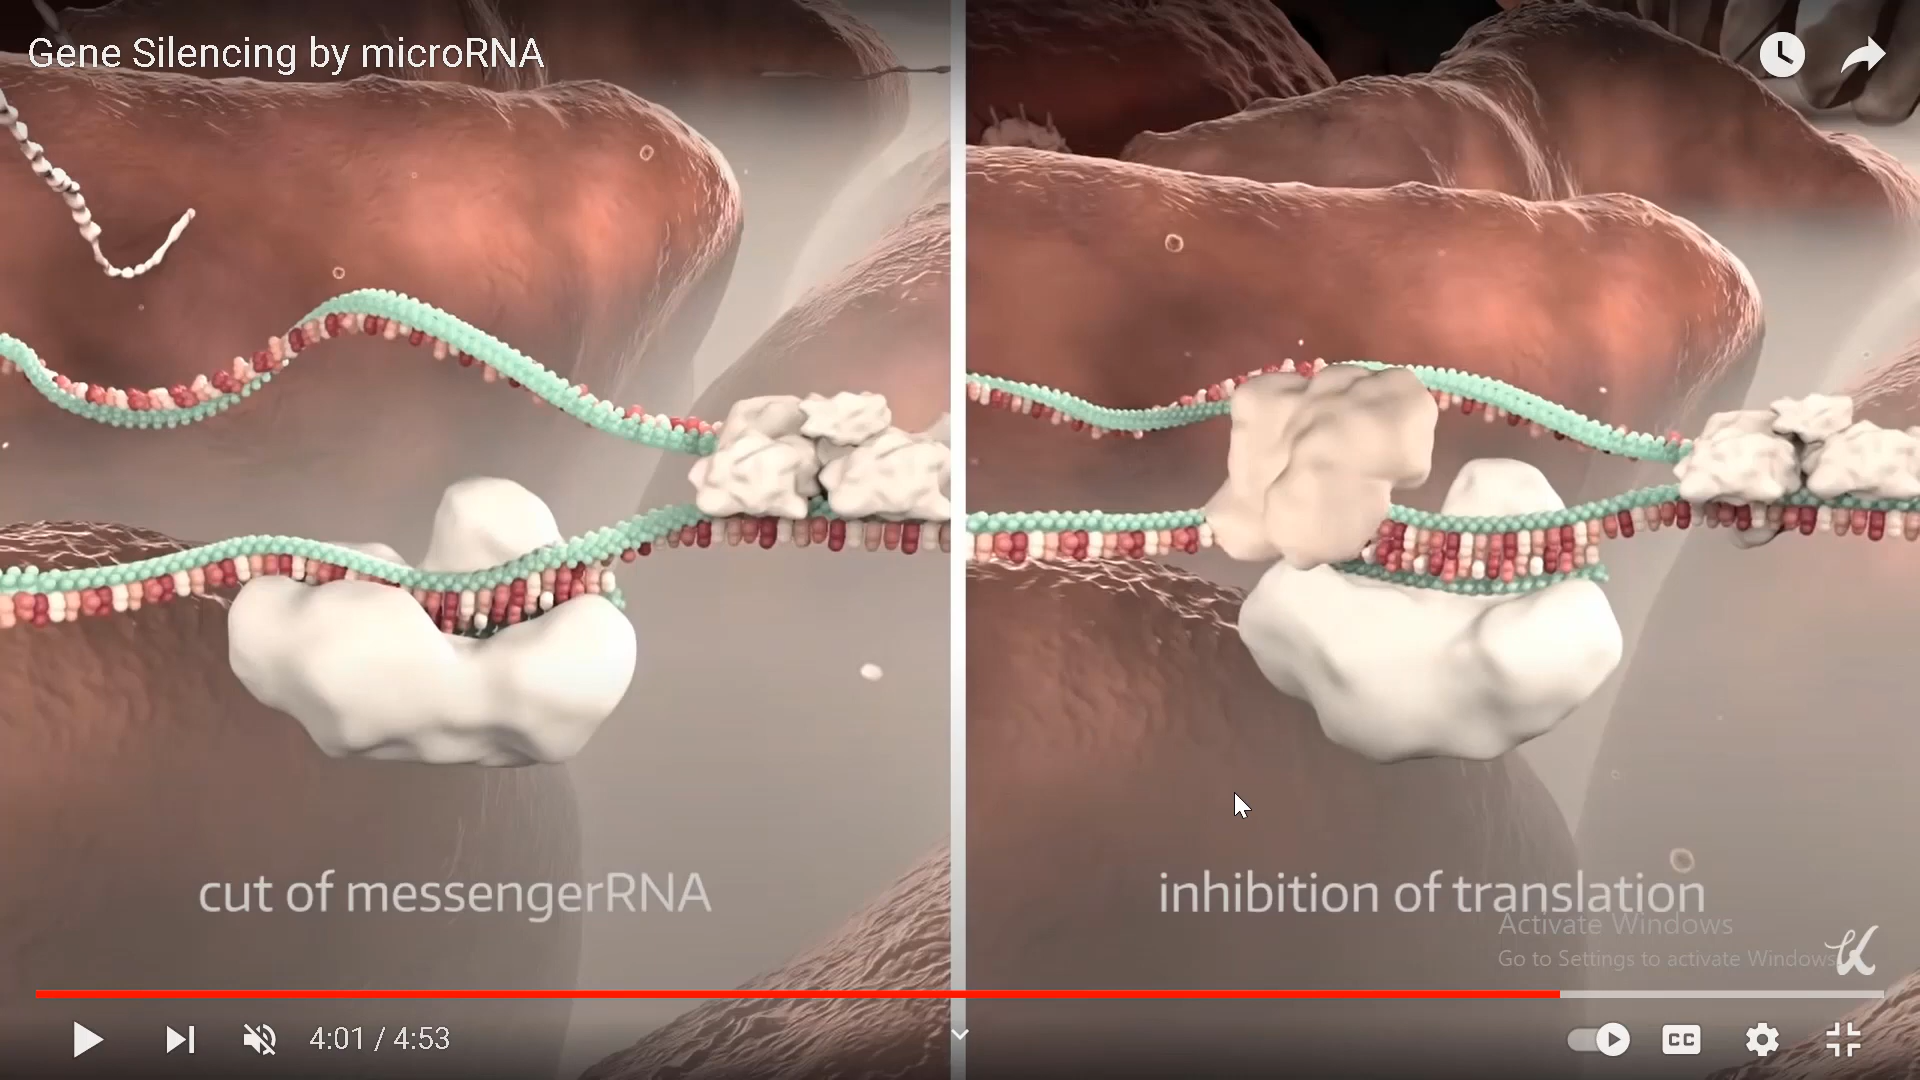 Gene Silencing by microRNA
cut of messengerRNA
inhibition of translation
Activate Windows
Go to Settings to activate Windows.
4:01 / 4:53
CC